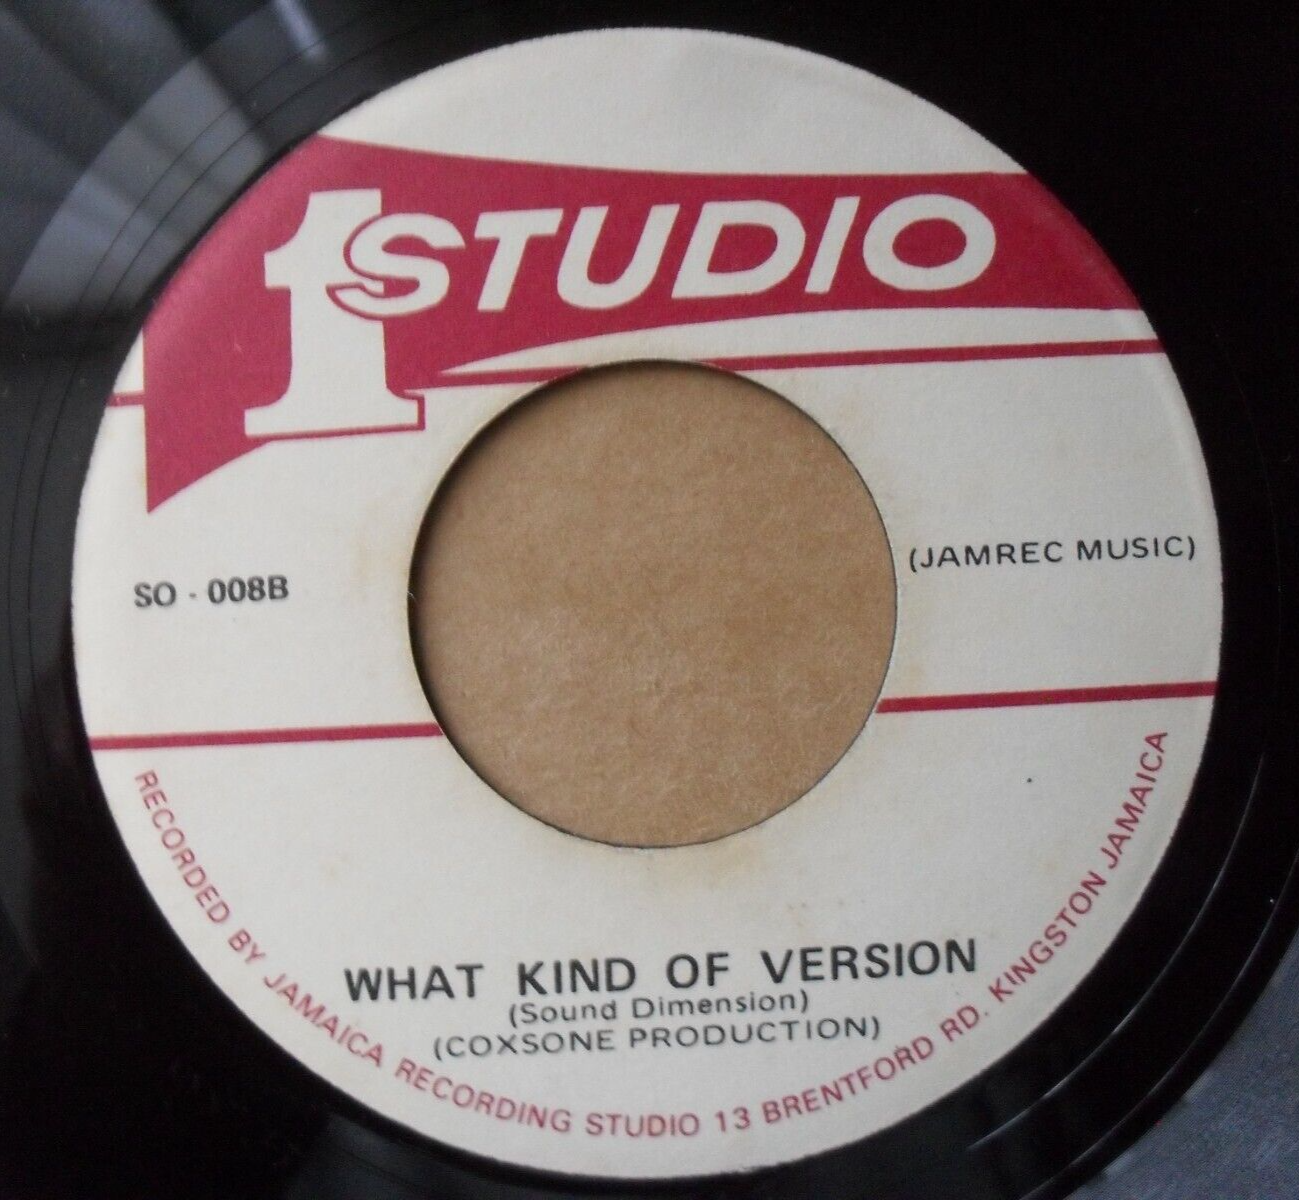 1 STUDIO
SO - 008B
(JAMREC MUSIC)
WHAT KIND OF VERSION
(Sound Dimension)
(COXSONE PRODUCTION)
RECORDED BY JAMAICA RECORDING STUDIO 13 BRENTFORD RD. KINGSTON JAMAICA